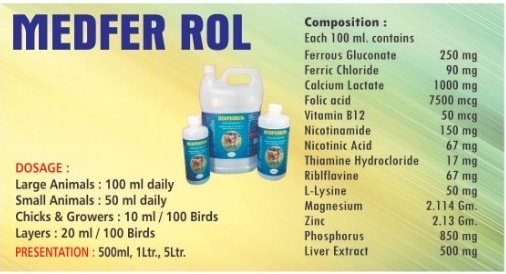 MEDFER ROL
MEDFERROL
DOSAGE :
Large Animals : 100 ml daily
Small Animals : 50 ml daily
Chicks & Growers : 10 ml / 100 Birds
Layers : 20 ml / 100 Birds
PRESENTATION : 500ml, 1Ltr., 5Ltr.
Composition :
Each 100 ml. contains
Ferrous Gluconate 250 mg
Ferric Chloride 90 mg
Calcium Lactate 1000 mg
Folic acid 7500 mcg
Vitamin B12 50 mcg
Nicotinamide 150 mg
Nicotinic Acid 67 mg
Thiamine Hydrocloride 17 mg
Riblflavine 67 mg
L-Lysine 50 mg
Magnesium 2.114 Gm.
Zinc 2.13 Gm.
Phosphorus 850 mg
Liver Extract 500 mg